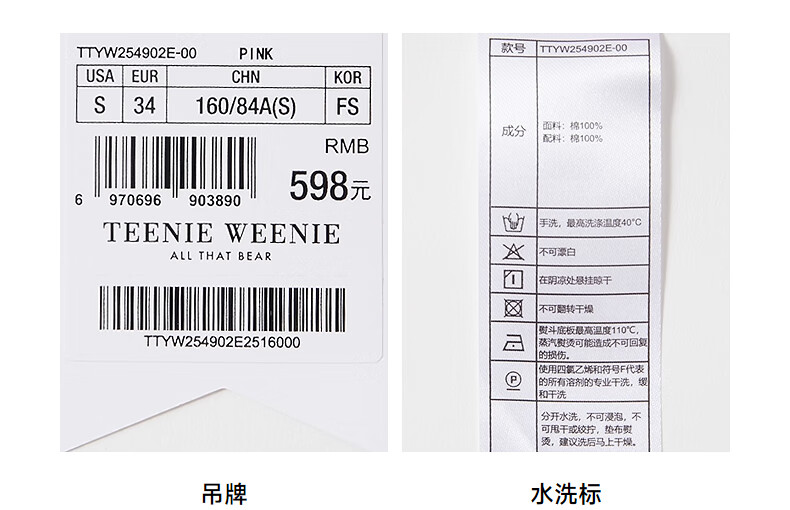 TTYW254902E-00 PINK
USA EUR CHN KOR
S 34 160/84A(S) FS
RMB
598元
6 970696 903890
TEENIE WEENIE
ALL THAT BEAR
TTYW254902E2516000
吊牌
款号 TTYW254902E-00
成分
面料：棉100%
配料：棉100%
手洗，最高洗涤温度40°C
不可漂白
在阴凉处悬挂晾干
不可翻转干燥
熨斗底板最高温度110℃，
蒸汽熨烫可能造成不可回复
的损伤。
P
使用四氯乙烯和符号F代表
的所有溶剂的专业干洗，缓
和干洗
分开水洗，不可浸泡，不
可甩干或绞拧，垫布熨
烫，建议洗后马上干燥。
水洗标